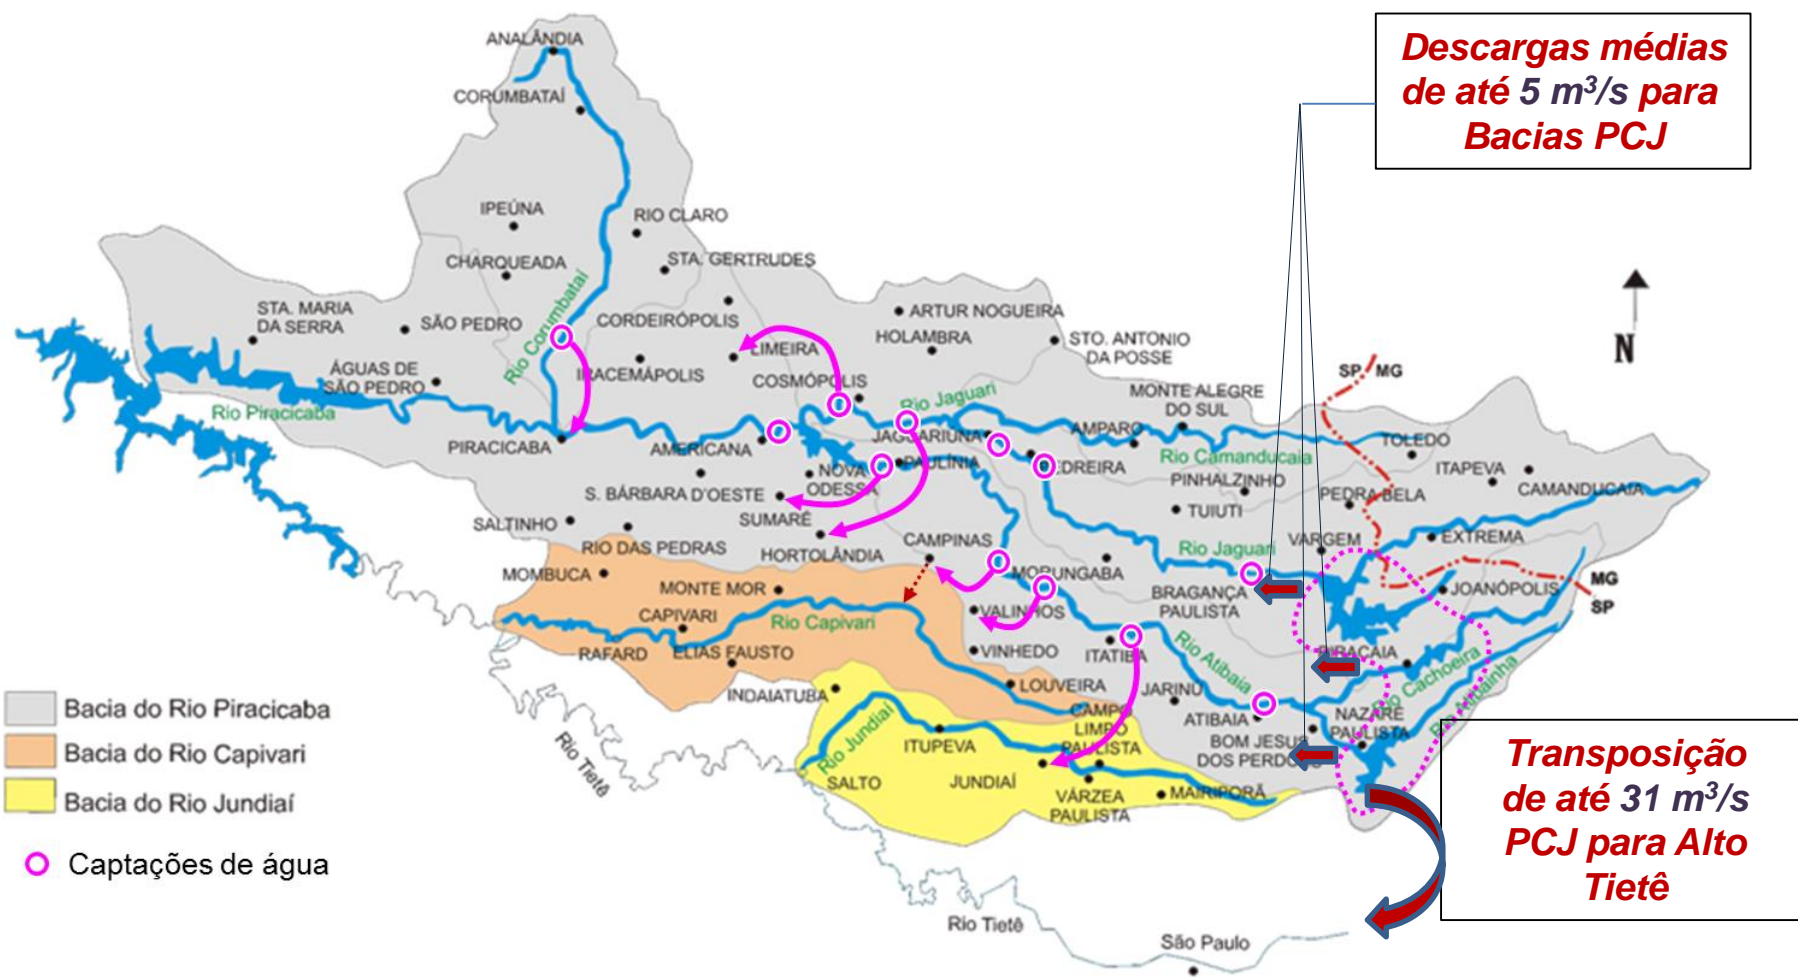 Descargas médias
de até 5 m³/s para
Bacias PCJ
ANALÂNDIA
CORUMBATAÍ
IPEÚNA
RIO CLARO
CHARQUEADA
STA. GERTRUDES
Rio Corumbataí
STA. MARIA
DA SERRA
SÃO PEDRO
CORDEIRÓPOLIS
ARTUR NOGUEIRA
HOLAMBRA
STO. ANTONIO
DA POSSE
N
LIMEIRA
IRACEMÁPOLIS
ÁGUAS DE
SÃO PEDRO
COSMÓPOLIS
SP
MG
MONTE ALEGRE
DO SUL
Rio Piracicaba
Rio Jaguari
PIRACICABA
AMERICANA
JAGUARIUNA
AMPARO
TOLEDO
Rio Camanducaia
PAULÍNIA
PEDREIRA
ITAPEVA
NOVA
ODESSA
PINHALZINHO
CAMANDUCAIA
S. BÁRBARA D'OESTE
PEDRA BELA
TUIUTI
SUMARÉ
SALTINHO
RIO DAS PEDRAS
HORTOLÂNDIA
CAMPINAS
Rio Jaguari
VARGEM
EXTREMA
MOMBUCA
MORUNGABA
MG
SP
MONTE MOR
BRAGANÇA
PAULISTA
JOANÓPOLIS
CAPIVARI
Rio Capivari
VALINHOS
RAFARD
ELIAS FAUSTO
VINHEDO
ITATIBA
Rio Atibaia
PIRACAIA
Rio Cachoeira
Rio Atibainha
INDAIATUBA
LOUVEIRA
JARINÚ
Bacia do Rio Piracicaba
CAMPO
LIMPO
PAULISTA
ATIBAIA
NAZARÉ
PAULISTA
Rio Jundiaí
ITUPEVA
BOM JESUS
DOS PERDÕES
Bacia do Rio Capivari
Rio Tietê
SALTO
JUNDIAÍ
VÁRZEA
PAULISTA
MAIRIPORÃ
Bacia do Rio Jundiaí
Transposição
de até 31 m³/s
PCJ para Alto
Tietê
Captações de água
Rio Tietê
São Paulo